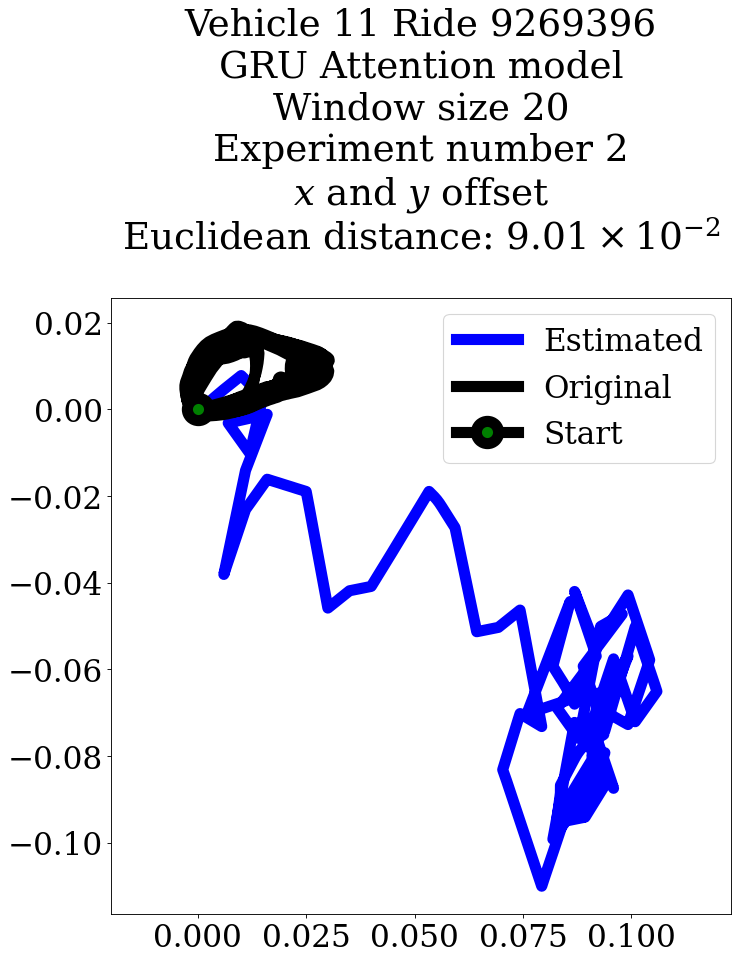 Vehicle 11 Ride 9269396
GRU Attention model
Window size 20
Experiment number 2
x and y offset
Euclidean distance: 9.01 × 10⁻²
Estimated
Original
Start
0.02
0.00
−0.02
−0.04
−0.06
−0.08
−0.10
0.000 0.025 0.050 0.075 0.100